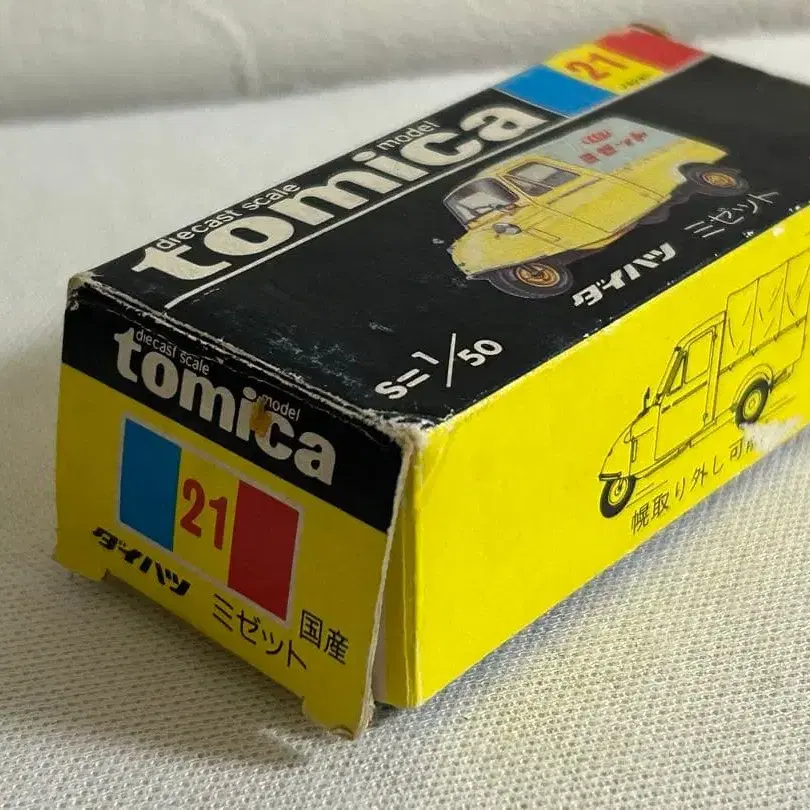 21
JAPAN
diecast scale model
tomica
ミゼット
ダイハツ ミゼット
S=1/50
diecast scale model
tomica
21
ダイハツ
ミゼット
国産
幌取り外し可